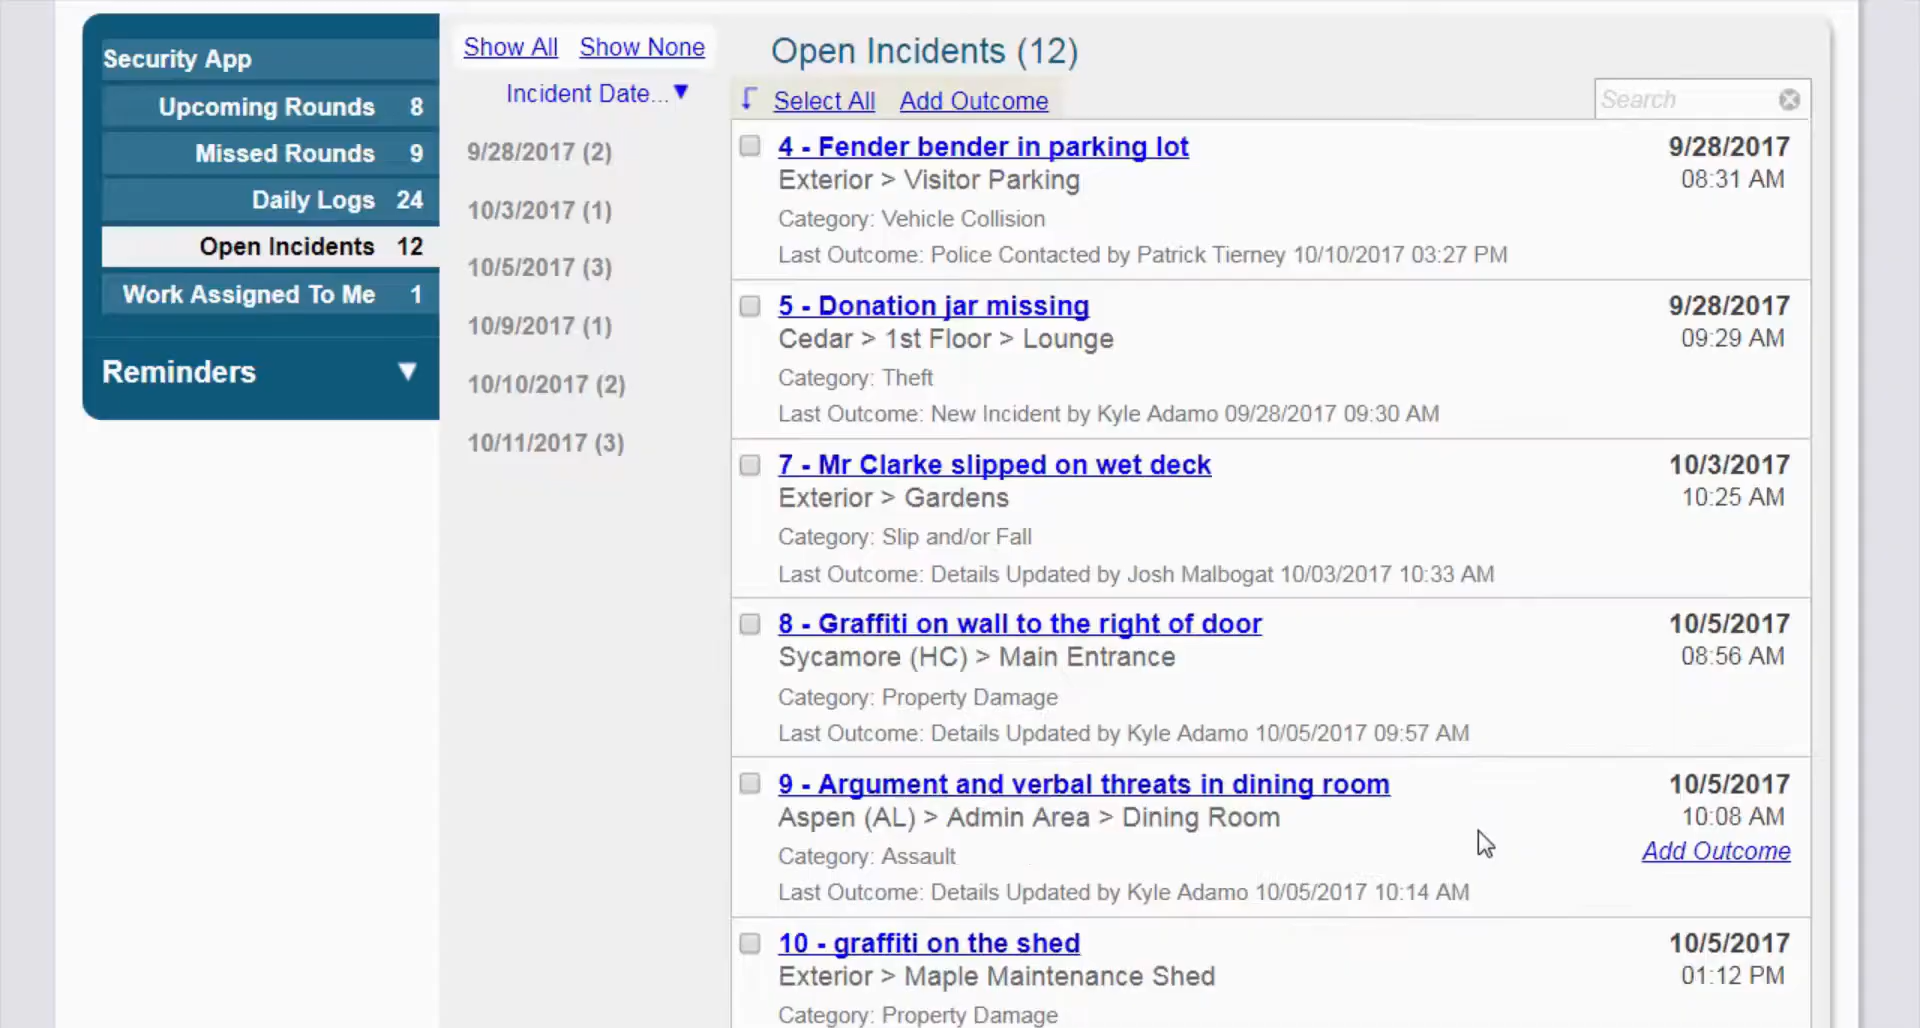 Security App
Upcoming Rounds 8
Missed Rounds 9
Daily Logs 24
Open Incidents 12
Work Assigned To Me 1
Reminders ▼
Show All Show None
Incident Date... ▼
9/28/2017 (2)
10/3/2017 (1)
10/5/2017 (3)
10/9/2017 (1)
10/10/2017 (2)
10/11/2017 (3)
Open Incidents (12)
Select All Add Outcome
Search
4 - Fender bender in parking lot 9/28/2017
Exterior > Visitor Parking 08:31 AM
Category: Vehicle Collision
Last Outcome: Police Contacted by Patrick Tierney 10/10/2017 03:27 PM
5 - Donation jar missing 9/28/2017
Cedar > 1st Floor > Lounge 09:29 AM
Category: Theft
Last Outcome: New Incident by Kyle Adamo 09/28/2017 09:30 AM
7 - Mr Clarke slipped on wet deck 10/3/2017
Exterior > Gardens 10:25 AM
Category: Slip and/or Fall
Last Outcome: Details Updated by Josh Malbogat 10/03/2017 10:33 AM
8 - Graffiti on wall to the right of door 10/5/2017
Sycamore (HC) > Main Entrance 08:56 AM
Category: Property Damage
Last Outcome: Details Updated by Kyle Adamo 10/05/2017 09:57 AM
9 - Argument and verbal threats in dining room 10/5/2017
Aspen (AL) > Admin Area > Dining Room 10:08 AM
Category: Assault Add Outcome
Last Outcome: Details Updated by Kyle Adamo 10/05/2017 10:14 AM
10 - graffiti on the shed 10/5/2017
Exterior > Maple Maintenance Shed 01:12 PM
Category: Property Damage